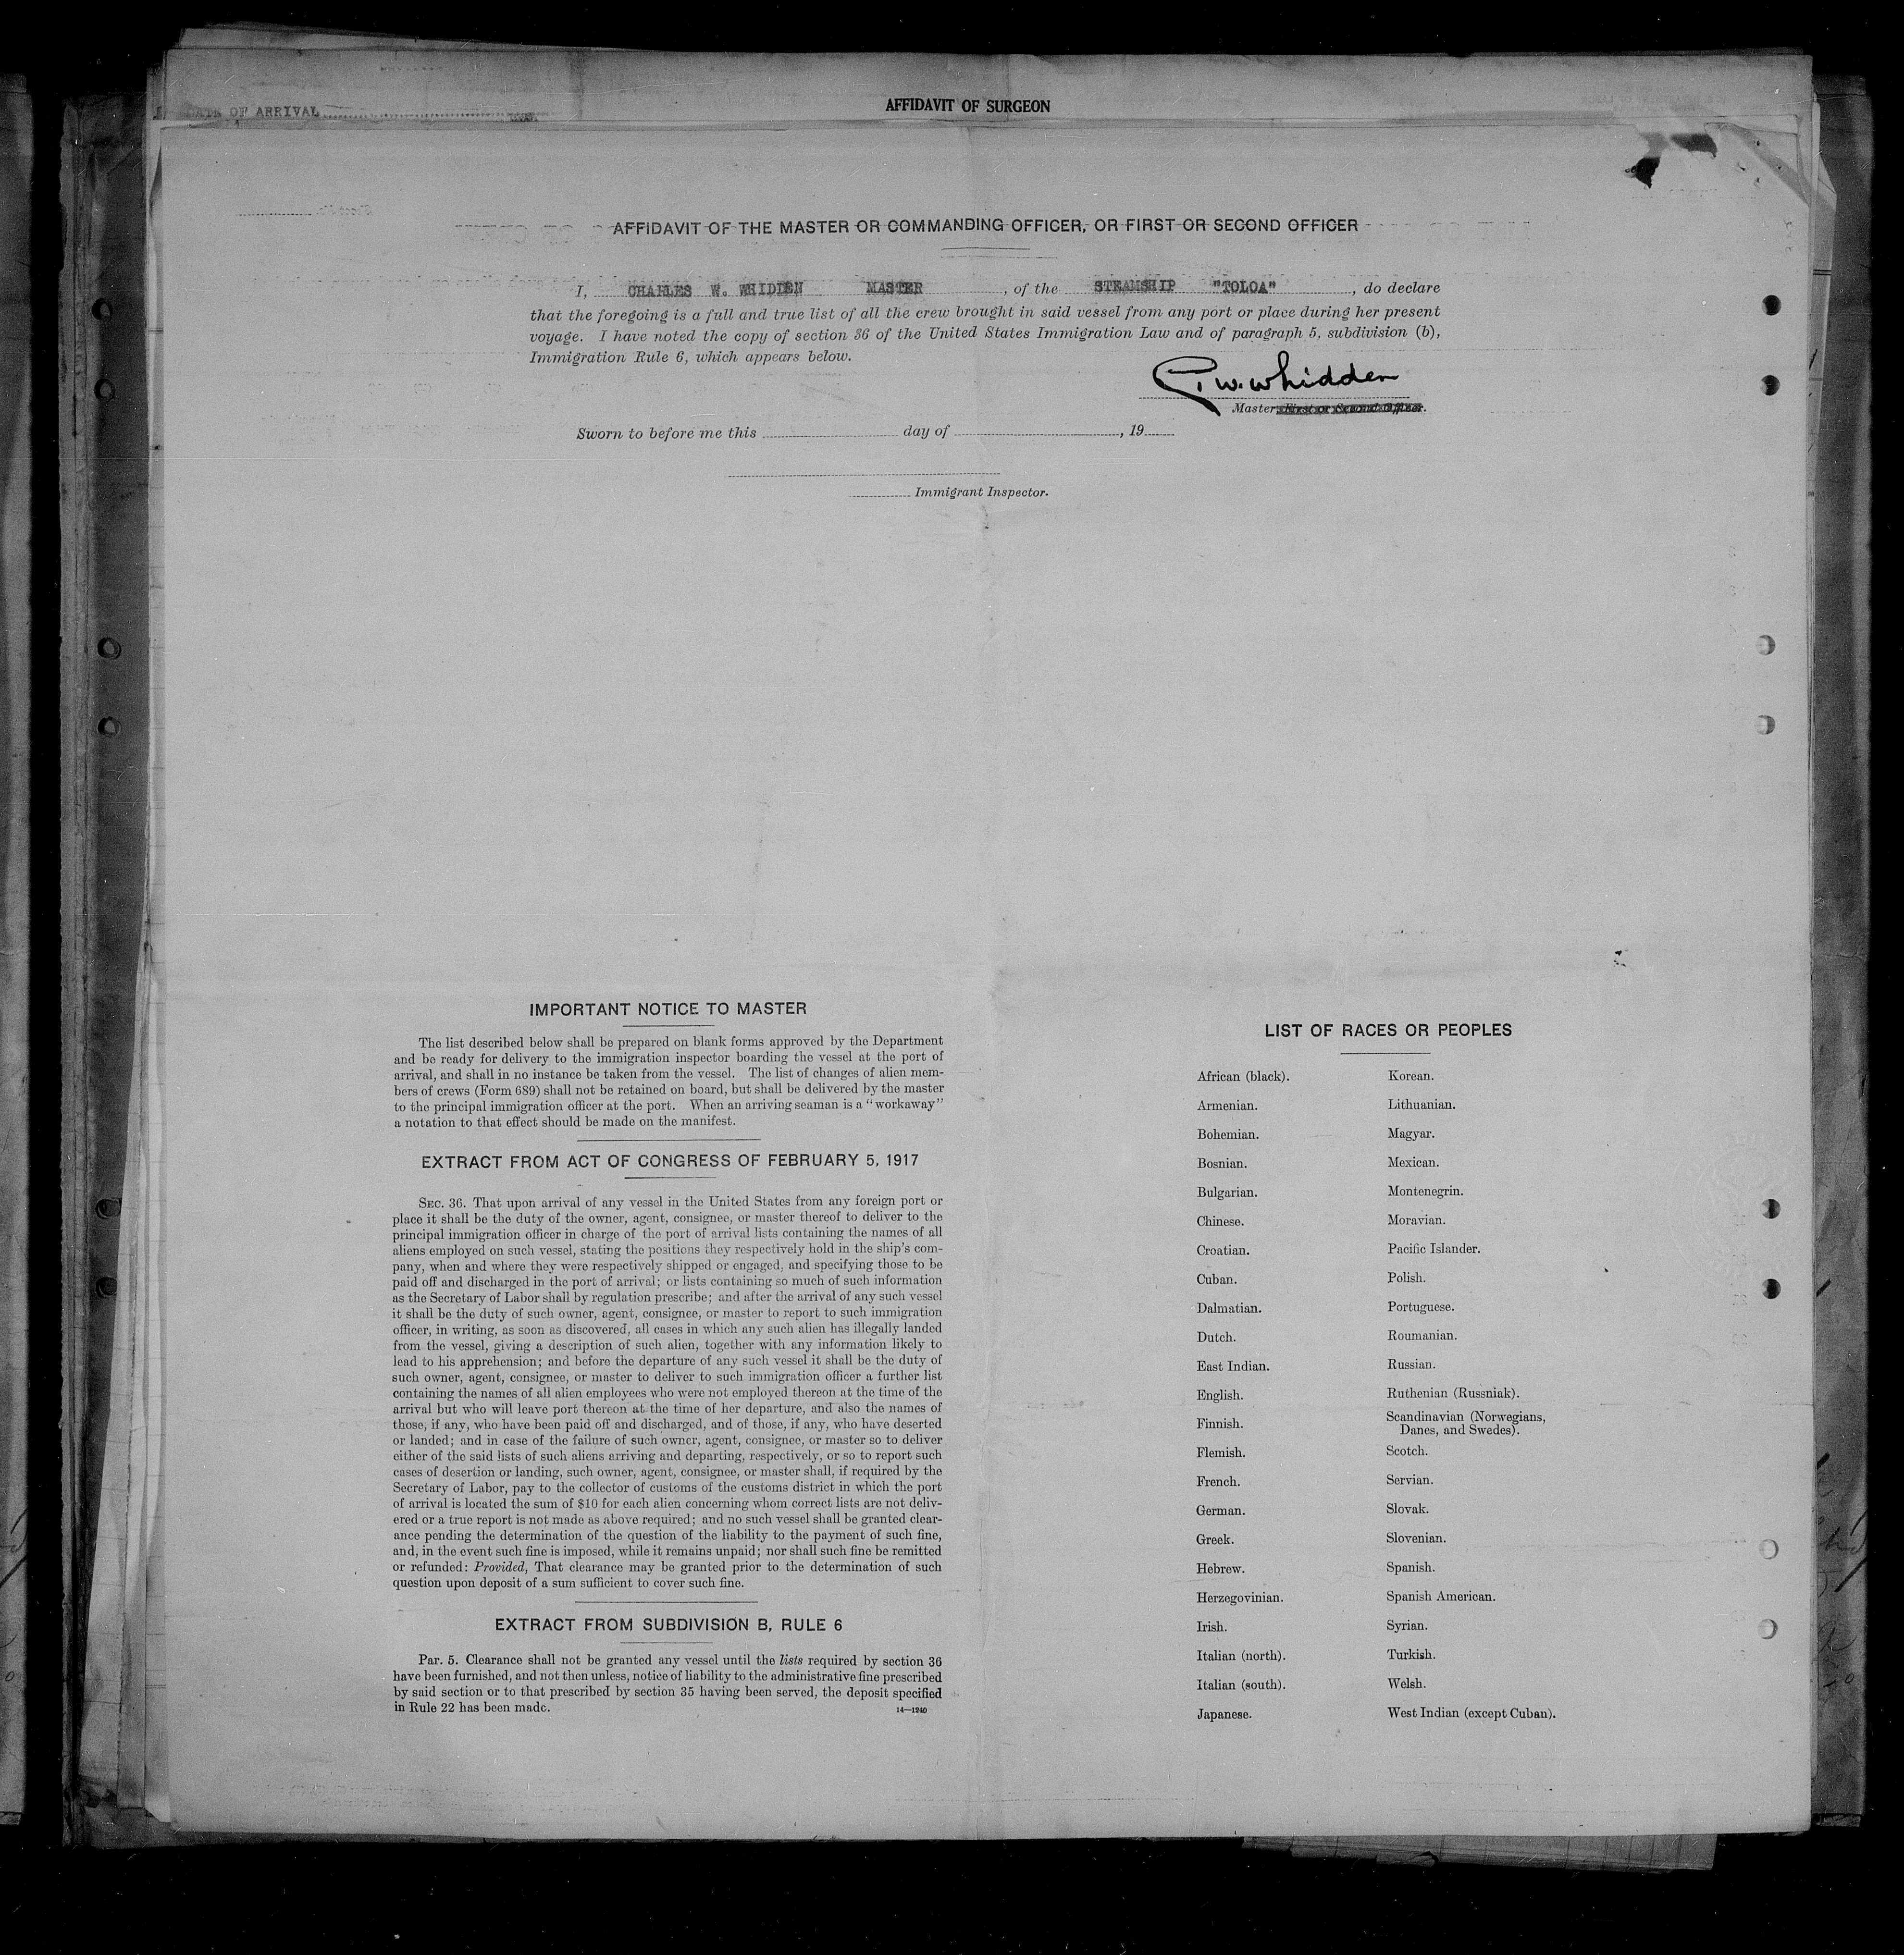 DATE OF ARRIVAL
AFFIDAVIT OF SURGEON
AFFIDAVIT OF THE MASTER OR COMMANDING OFFICER, OR FIRST OR SECOND OFFICER
I, CHARLES W. WHIDDEN MASTER, of the STEAMSHIP "TOLOA", do declare
that the foregoing is a full and true list of all the crew brought in said vessel from any port or place during her present
voyage. I have noted the copy of section 36 of the United States Immigration Law and of paragraph 5, subdivision (b),
Immigration Rule 6, which appears below.
C. W. Whidden
Master, First or Second Officer.
Sworn to before me this day of , 19
Immigrant Inspector.
IMPORTANT NOTICE TO MASTER
The list described below shall be prepared on blank forms approved by the Department
and be ready for delivery to the immigration inspector boarding the vessel at the port of
arrival, and shall in no instance be taken from the vessel. The list of changes of alien mem-
bers of crews (Form 689) shall not be retained on board, but shall be delivered by the master
to the principal immigration officer at the port. When an arriving seaman is a "workaway"
a notation to that effect should be made on the manifest.
EXTRACT FROM ACT OF CONGRESS OF FEBRUARY 5, 1917
SEC. 36. That upon arrival of any vessel in the United States from any foreign port or
place it shall be the duty of the owner, agent, consignee, or master thereof to deliver to the
principal immigration officer in charge of the port of arrival lists containing the names of all
aliens employed on such vessel, stating the positions they respectively hold in the ship's com-
pany, when and where they were respectively shipped or engaged, and specifying those to be
paid off and discharged in the port of arrival; or lists containing so much of such information
as the Secretary of Labor shall by regulation prescribe; and after the arrival of any such vessel
it shall be the duty of such owner, agent, consignee, or master to report to such immigration
officer, in writing, as soon as discovered, all cases in which any such alien has illegally landed
from the vessel, giving a description of such alien, together with any information likely to
lead to his apprehension; and before the departure of any such vessel it shall be the duty of
such owner, agent, consignee, or master to deliver to such immigration officer a further list
containing the names of all alien employees who were not employed thereon at the time of the
arrival but who will leave port thereon at the time of her departure, and also the names of
those, if any, who have been paid off and discharged, and of those, if any, who have deserted
or landed; and in case of the failure of such owner, agent, consignee, or master so to deliver
either of the said lists of such aliens arriving and departing, respectively, or so to report such
cases of desertion or landing, such owner, agent, consignee, or master shall, if required by the
Secretary of Labor, pay to the collector of customs of the customs district in which the port
of arrival is located the sum of $10 for each alien concerning whom correct lists are not deliv-
ered or a true report is not made as above required; and no such vessel shall be granted clear-
ance pending the determination of the question of the liability to the payment of such fine,
and, in the event such fine is imposed, while it remains unpaid; nor shall such fine be remitted
or refunded: Provided, That clearance may be granted prior to the determination of such
question upon deposit of a sum sufficient to cover such fine.
EXTRACT FROM SUBDIVISION B, RULE 6
Par. 5. Clearance shall not be granted any vessel until the lists required by section 36
have been furnished, and not then unless, notice of liability to the administrative fine prescribed
by said section or to that prescribed by section 35 having been served, the deposit specified
in Rule 22 has been made.
14—1240
LIST OF RACES OR PEOPLES
African (black).
Armenian.
Bohemian.
Bosnian.
Bulgarian.
Chinese.
Croatian.
Cuban.
Dalmatian.
Dutch.
East Indian.
English.
Finnish.
Flemish.
French.
German.
Greek.
Hebrew.
Herzegovinian.
Irish.
Italian (north).
Italian (south).
Japanese.
Korean.
Lithuanian.
Magyar.
Mexican.
Montenegrin.
Moravian.
Pacific Islander.
Polish.
Portuguese.
Roumanian.
Russian.
Ruthenian (Russniak).
Scandinavian (Norwegians,
Danes, and Swedes).
Scotch.
Servian.
Slovak.
Slovenian.
Spanish.
Spanish American.
Syrian.
Turkish.
Welsh.
West Indian (except Cuban).